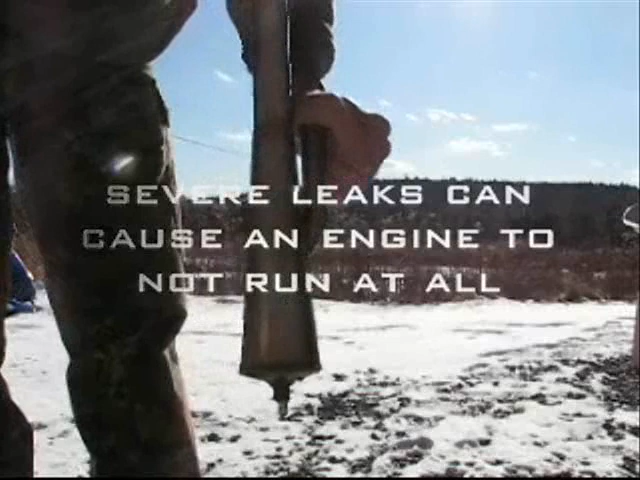 SEVERE LEAKS CAN
CAUSE AN ENGINE TO
NOT RUN AT ALL